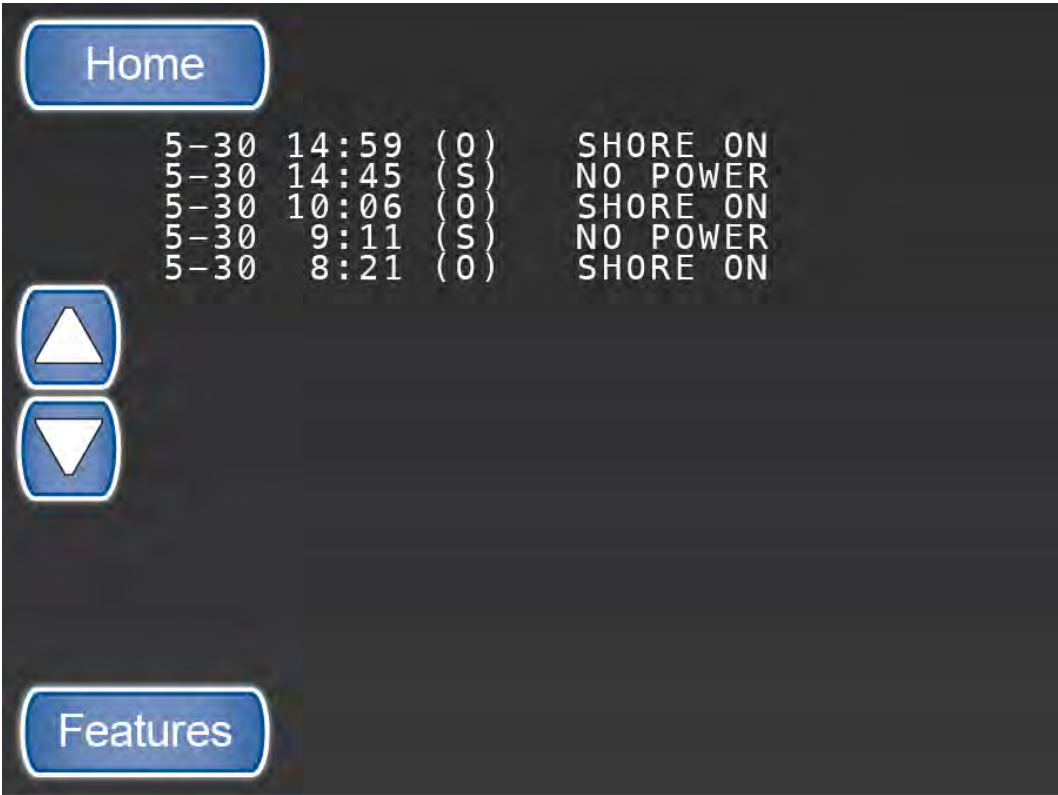 Home
5-30 14:59 (O) SHORE ON
5-30 14:45 (S) NO POWER
5-30 10:06 (O) SHORE ON
5-30 9:11 (S) NO POWER
5-30 8:21 (O) SHORE ON
Features